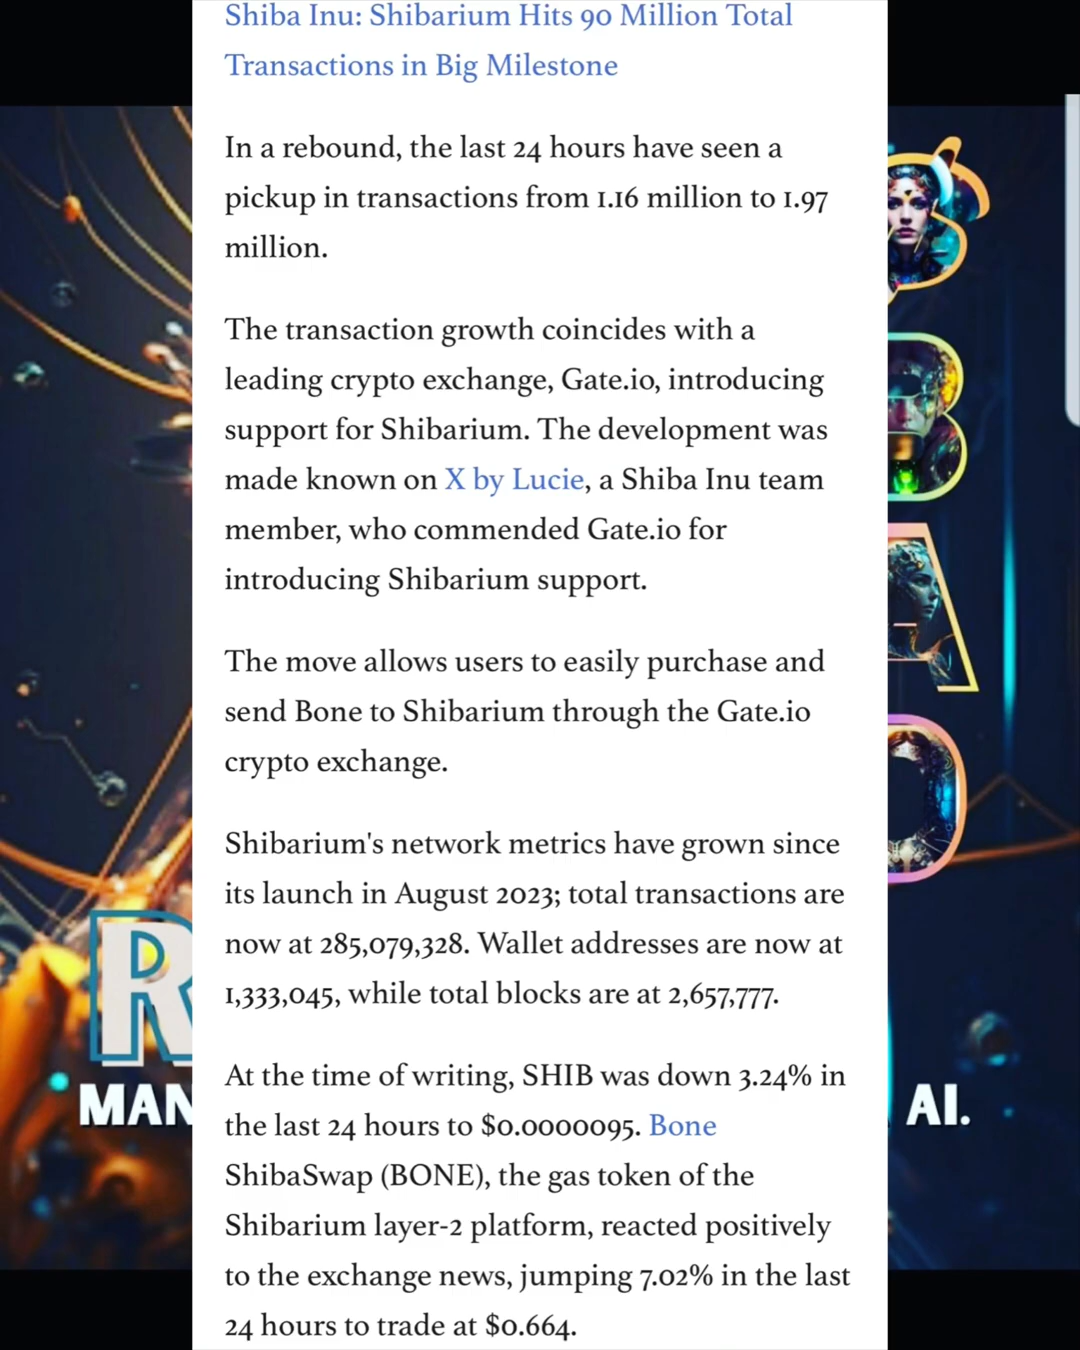 Shiba Inu: Shibarium Hits 90 Million Total
Transactions in Big Milestone
In a rebound, the last 24 hours have seen a
pickup in transactions from 1.16 million to 1.97
million.
The transaction growth coincides with a
leading crypto exchange, Gate.io, introducing
support for Shibarium. The development was
made known on X by Lucie, a Shiba Inu team
member, who commended Gate.io for
introducing Shibarium support.
The move allows users to easily purchase and
send Bone to Shibarium through the Gate.io
crypto exchange.
Shibarium's network metrics have grown since
its launch in August 2023; total transactions are
now at 285,079,328. Wallet addresses are now at
1,333,045, while total blocks are at 2,657,777.
At the time of writing, SHIB was down 3.24% in
the last 24 hours to $0.0000095. Bone
ShibaSwap (BONE), the gas token of the
Shibarium layer-2 platform, reacted positively
to the exchange news, jumping 7.02% in the last
24 hours to trade at $0.664.
R
MAN
AI.